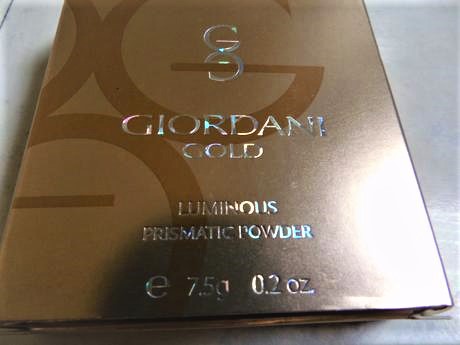 GIORDANI
GOLD
LUMINOUS
PRISMATIC POWDER
e 7.5g 0.2 oz.